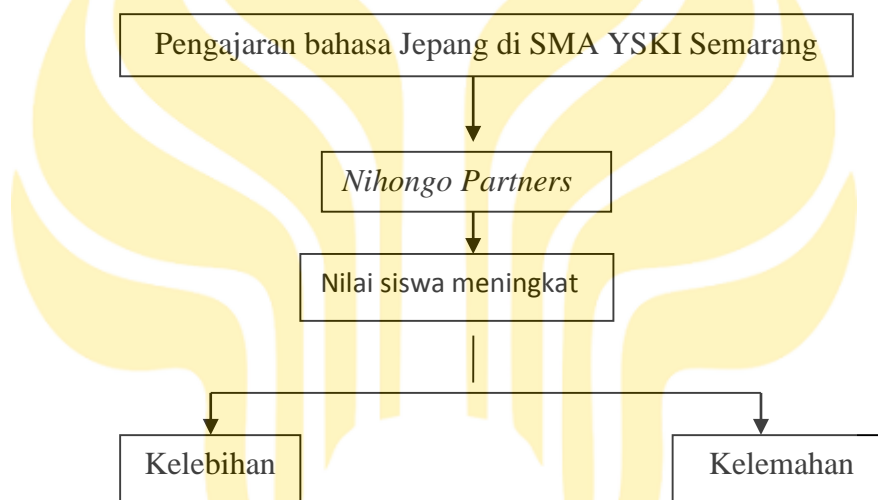 Pengajaran bahasa Jepang di SMA YSKI Semarang
Nihongo Partners
Nilai siswa meningkat
Kelebihan
Kelemahan